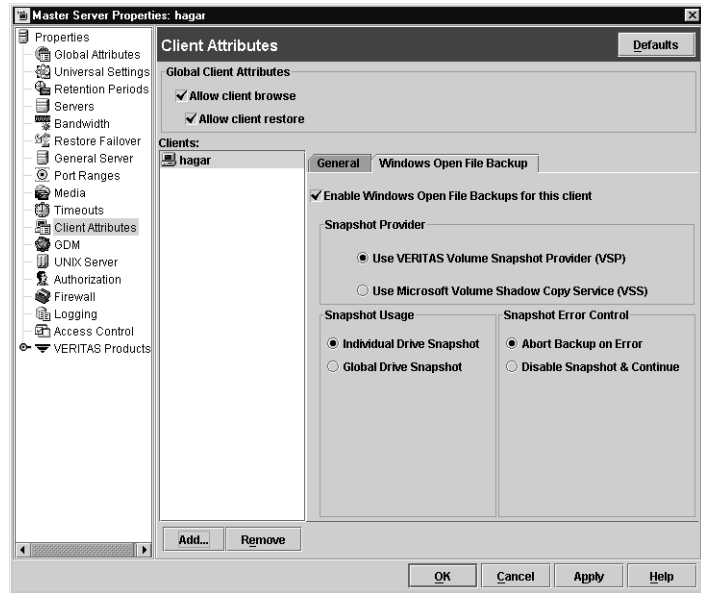 Master Server Properties: hagar
Properties
Global Attributes
Universal Settings
Retention Periods
Servers
Bandwidth
Restore Failover
General Server
Port Ranges
Media
Timeouts
Client Attributes
GDM
UNIX Server
Authorization
Firewall
Logging
Access Control
VERITAS Products
Client Attributes
Defaults
Global Client Attributes
Allow client browse
Allow client restore
Clients:
hagar
General
Windows Open File Backup
Enable Windows Open File Backups for this client
Snapshot Provider
Use VERITAS Volume Snapshot Provider (VSP)
Use Microsoft Volume Shadow Copy Service (VSS)
Snapshot Usage
Individual Drive Snapshot
Global Drive Snapshot
Snapshot Error Control
Abort Backup on Error
Disable Snapshot & Continue
Add...
Remove
OK
Cancel
Apply
Help